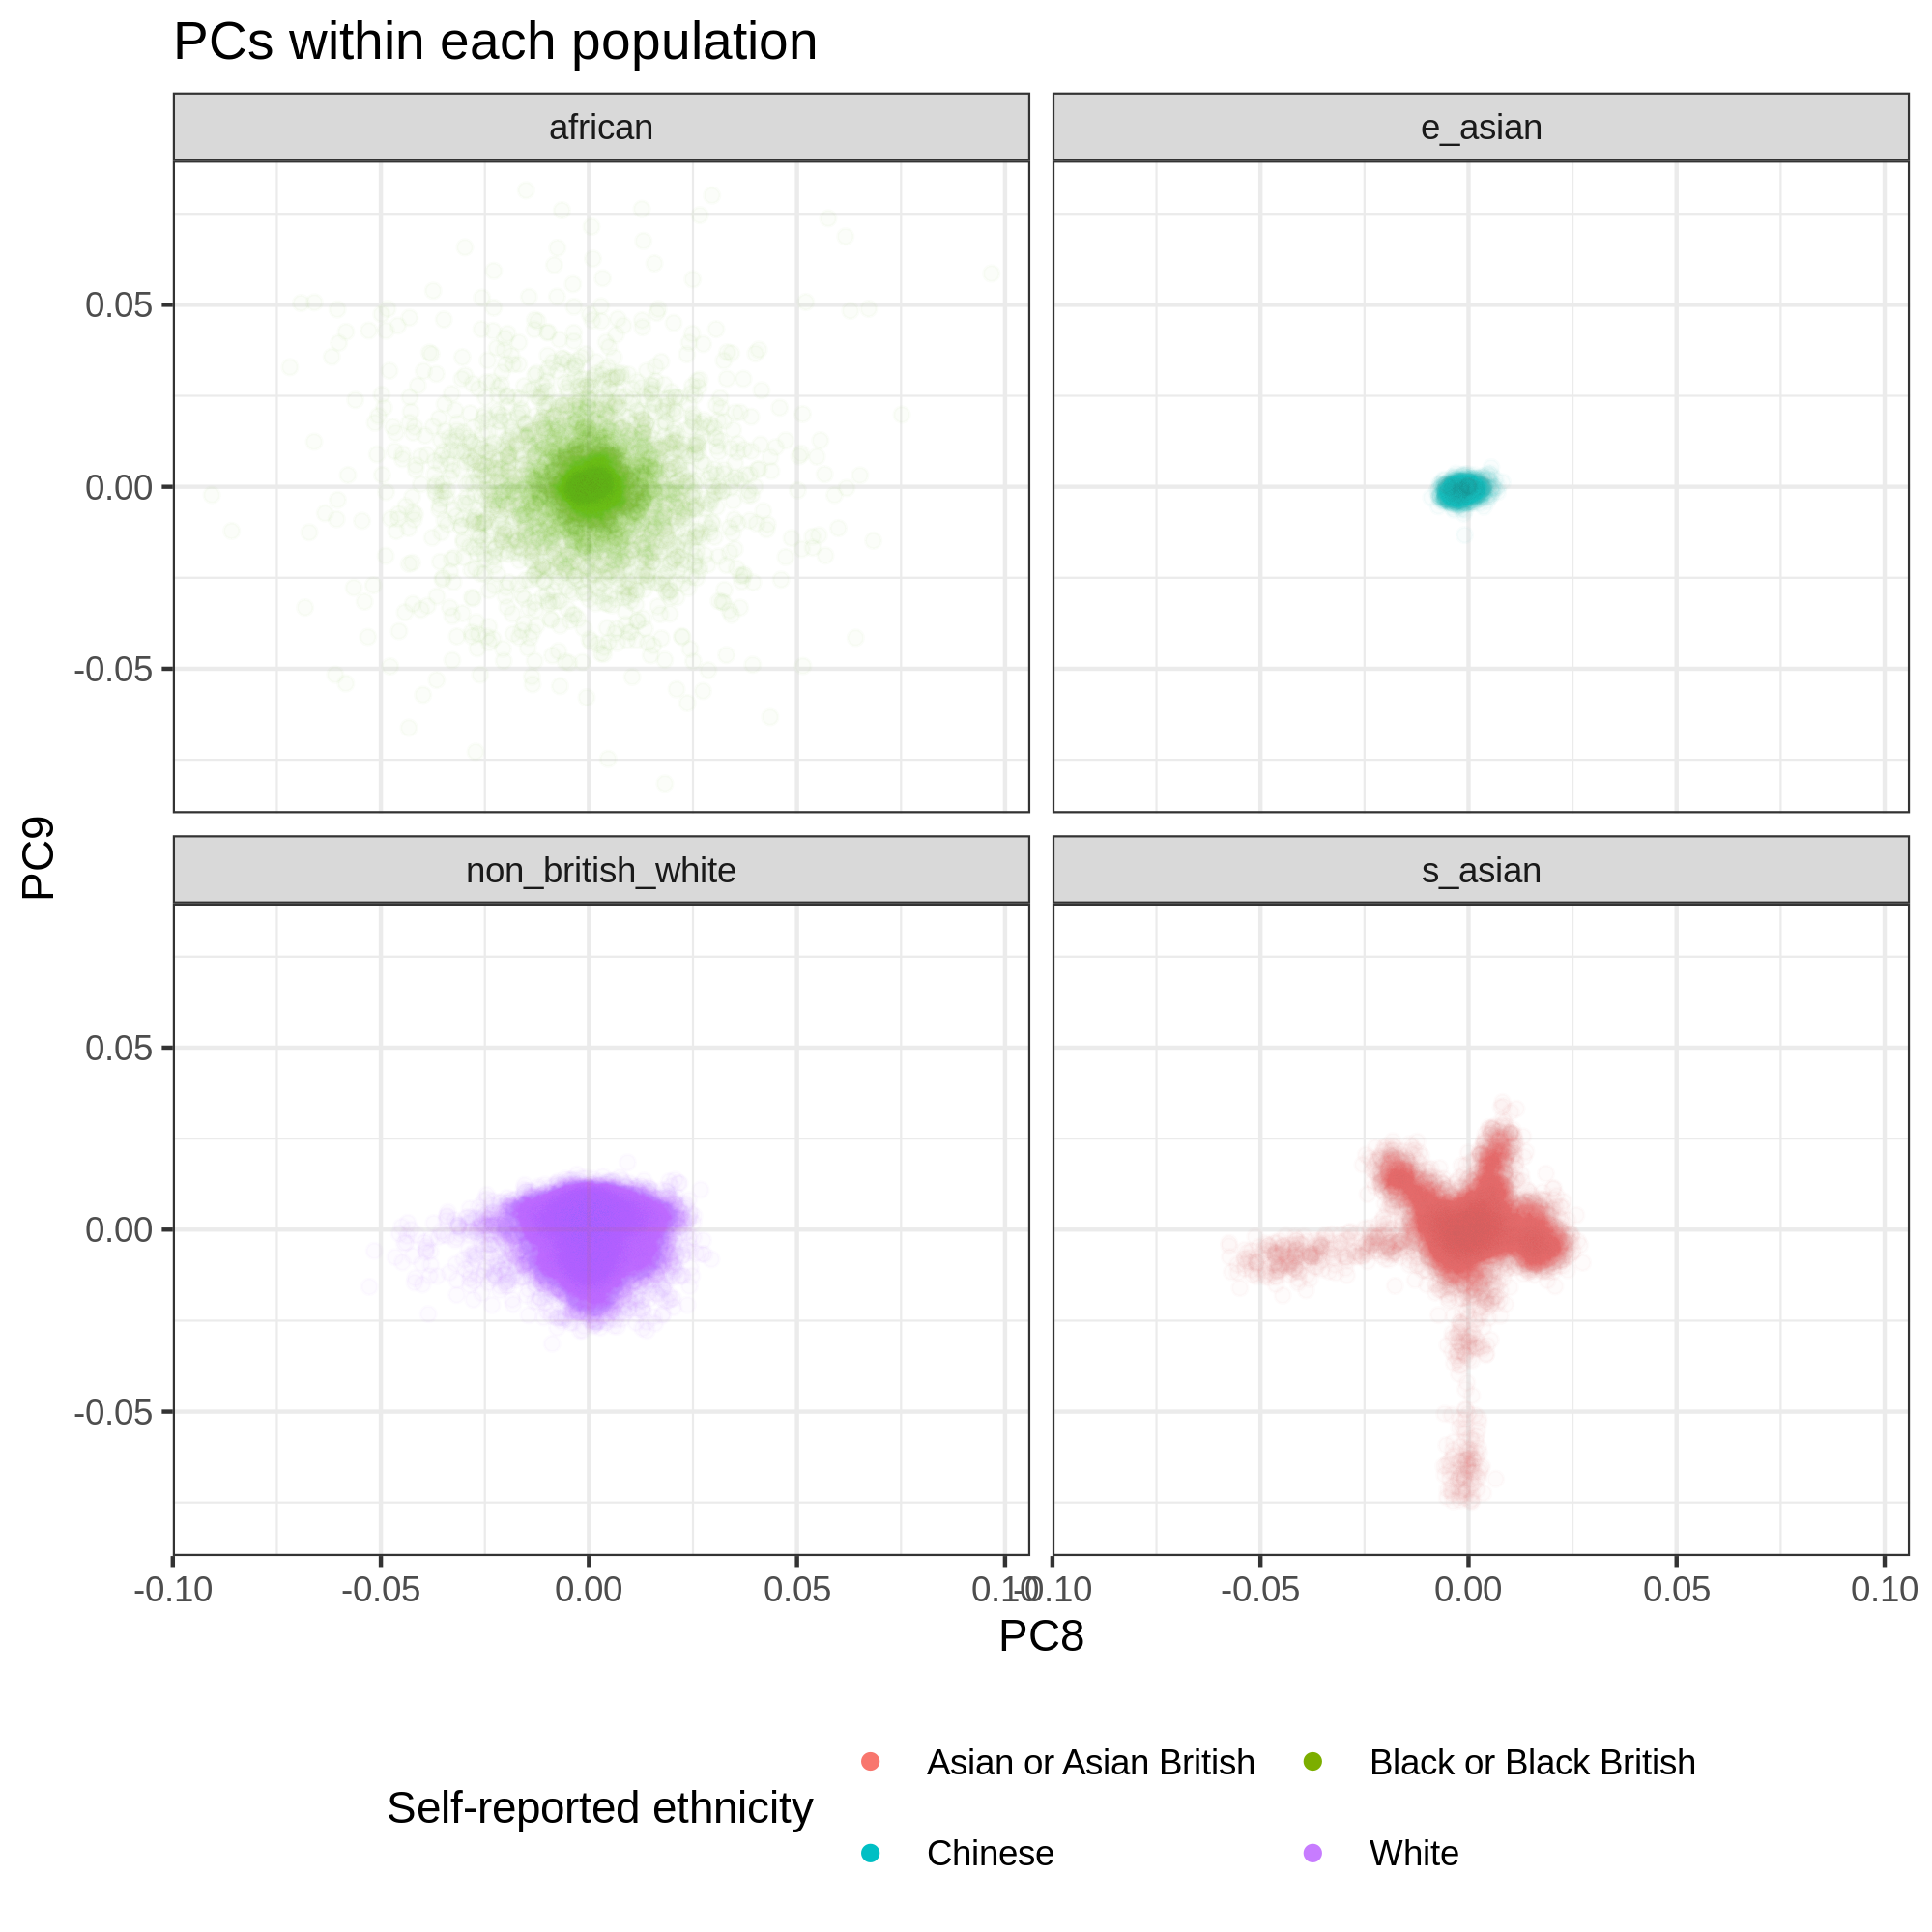 PCs within each population
african
e_asian
0.05
0.00
-0.05
PC9
non_british_white
s_asian
0.05
0.00
-0.05
-0.10 -0.05 0.00 0.05 0.10 -0.10 -0.05 0.00 0.05 0.10
PC8
Self-reported ethnicity
Asian or Asian British
Black or Black British
Chinese
White